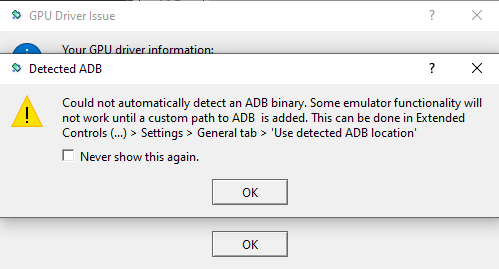 GPU Driver Issue
Your GPU driver information:
Detected ADB
Could not automatically detect an ADB binary. Some emulator functionality will
not work until a custom path to ADB  is added. This can be done in Extended
Controls (...) > Settings > General tab > 'Use detected ADB location'
Never show this again.
OK
OK